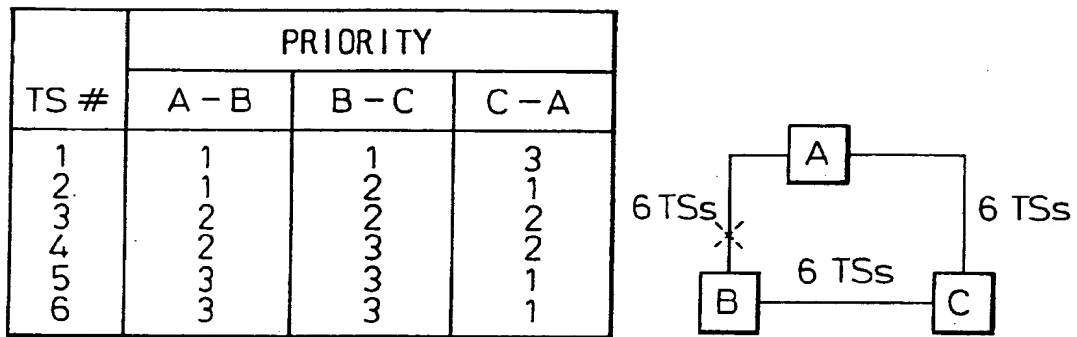 PRIORITY
TS # A - B B - C C - A
1 1 1 3
2 1 2 1
3 2 2 2
4 2 3 2
5 3 3 1
6 3 3 1
A
6 TSs 6 TSs
6 TSs
B C